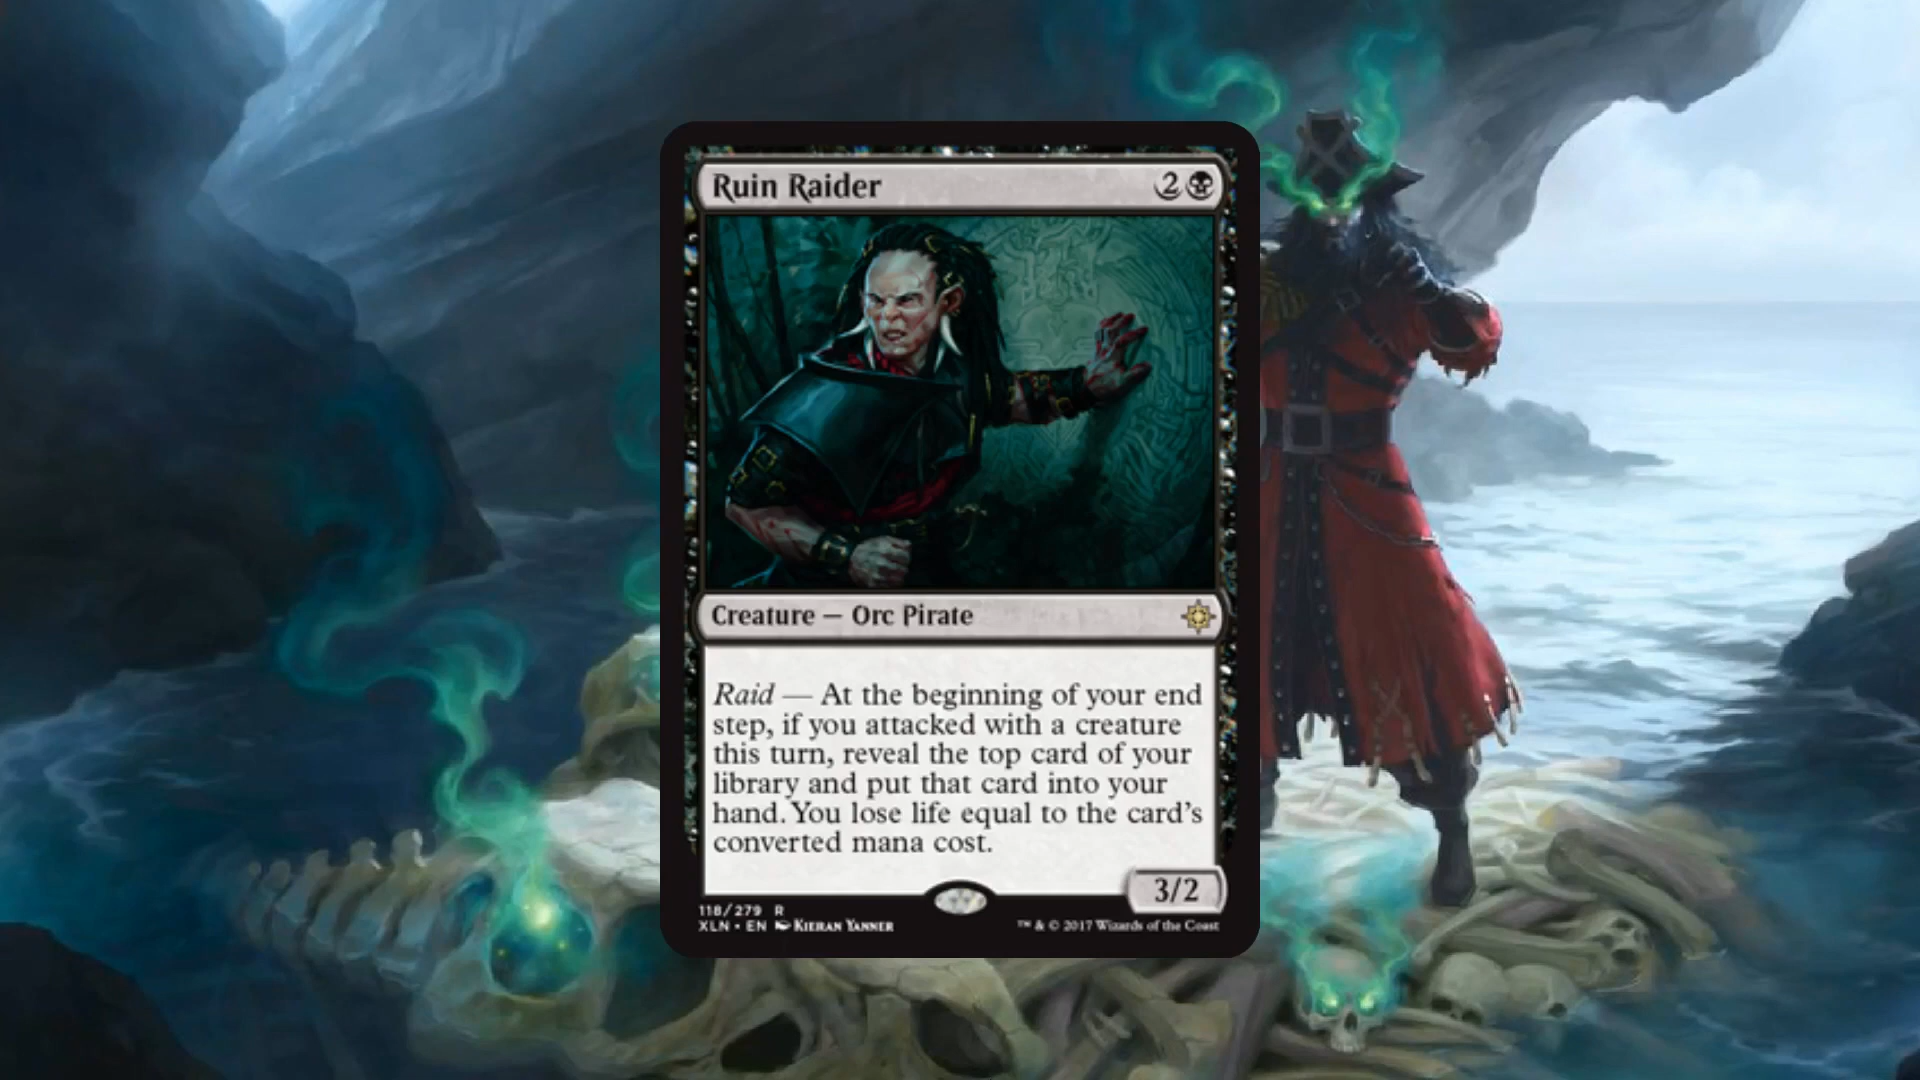 Ruin Raider 2
Creature — Orc Pirate
Raid — At the beginning of your end
step, if you attacked with a creature
this turn, reveal the top card of your
library and put that card into your
hand. You lose life equal to the card's
converted mana cost.
3/2
118/279 R
XLN • EN Kieran Yanner
™ & © 2017 Wizards of the Coast